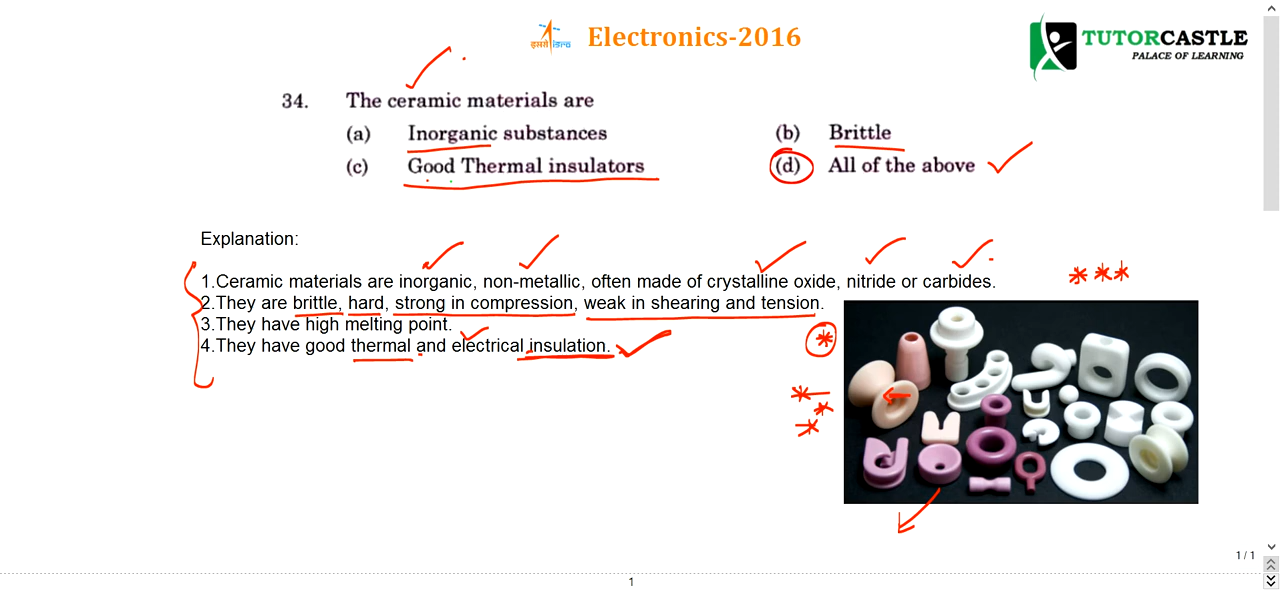 इसरो isro Electronics-2016
TUTORCASTLE
PALACE OF LEARNING
34. The ceramic materials are
(a) Inorganic substances (b) Brittle
(c) Good Thermal insulators (d) All of the above
Explanation:
1.Ceramic materials are inorganic, non-metallic, often made of crystalline oxide, nitride or carbides.
2.They are brittle, hard, strong in compression, weak in shearing and tension.
3.They have high melting point.
4.They have good thermal and electrical insulation.
1 / 1
1